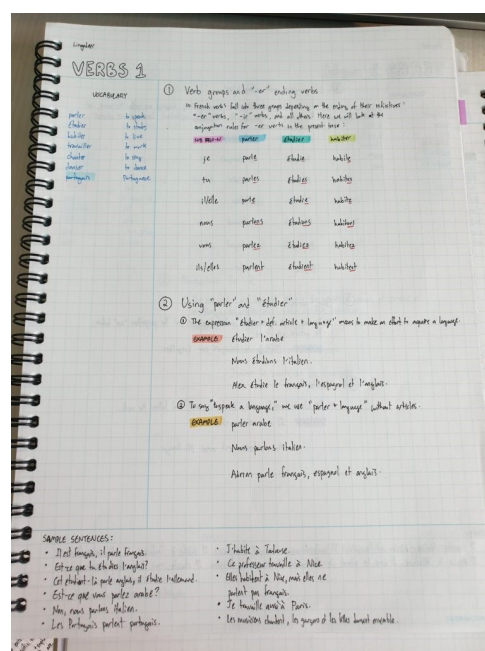 Lingodeer
VERBS 1
VOCABULARY
parler to speak
étudier to study
habiter to live
travailler to work
chanter to sing
danser to dance
portugais Portuguese
① Verb groups and "-er" ending verbs
French verbs fall into three groups depending on the ending of their infinitives:
"-er" verbs, "-ir" verbs, and all others. Here we will look at the
conjugation rules for -er verbs in the present tense.
parler étudier habiter
je parle étudie habite
tu parles étudies habites
il/elle parle étudie habite
nous parlons étudions habitons
vous parlez étudiez habitez
ils/elles parlent étudient habitent
② Using "parler" and "étudier"
① The expression "étudier + def. article + language" means to make an effort to acquire a language.
EXAMPLE étudier l'arabe
Nous étudions l'italien.
Alex étudie le français, l'espagnol et l'anglais.
② To say "to speak a language," we use "parler + language" without articles.
EXAMPLE parler arabe
Nous parlons italien.
parle français, espagnol et anglais.
SAMPLE SENTENCES:
• Il est français, il parle français.
• Est-ce que tu étudies l'anglais?
• Cet étudiant-là parle anglais, il étudie l'allemand.
• Est-ce que vous parlez arabe?
• Non, nous parlons italien.
• Les Portugais parlent portugais.
• J'habite à Toulouse.
• Ce professeur travaille à Nice.
• Elles habitent à Nice, mais elles ne
parlent pas français.
• Je travaille aussi à Paris.
• Les musiciens chantent, les garçons et les filles dansent ensemble.